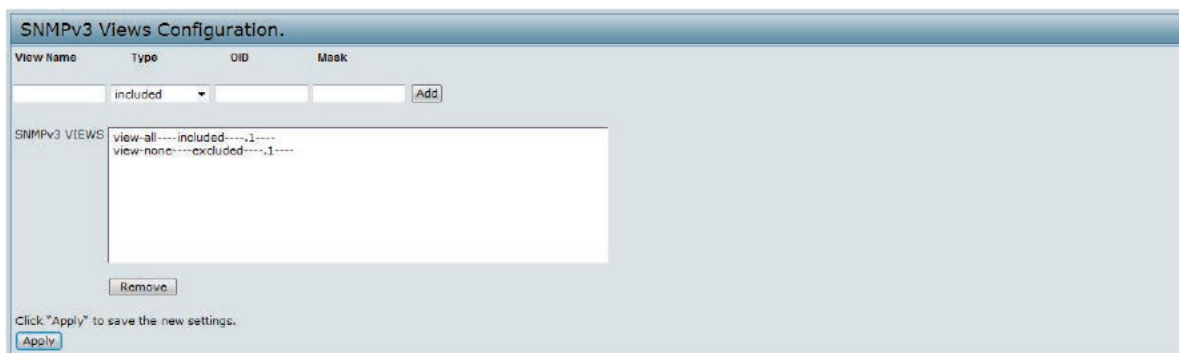 SNMPv3 Views Configuration.
View Name Type OID Mask
included Add
SNMPv3 VIEWS
view-all----included----.1----
view-none----excluded----.1----
Remove
Click "Apply" to save the new settings.
Apply